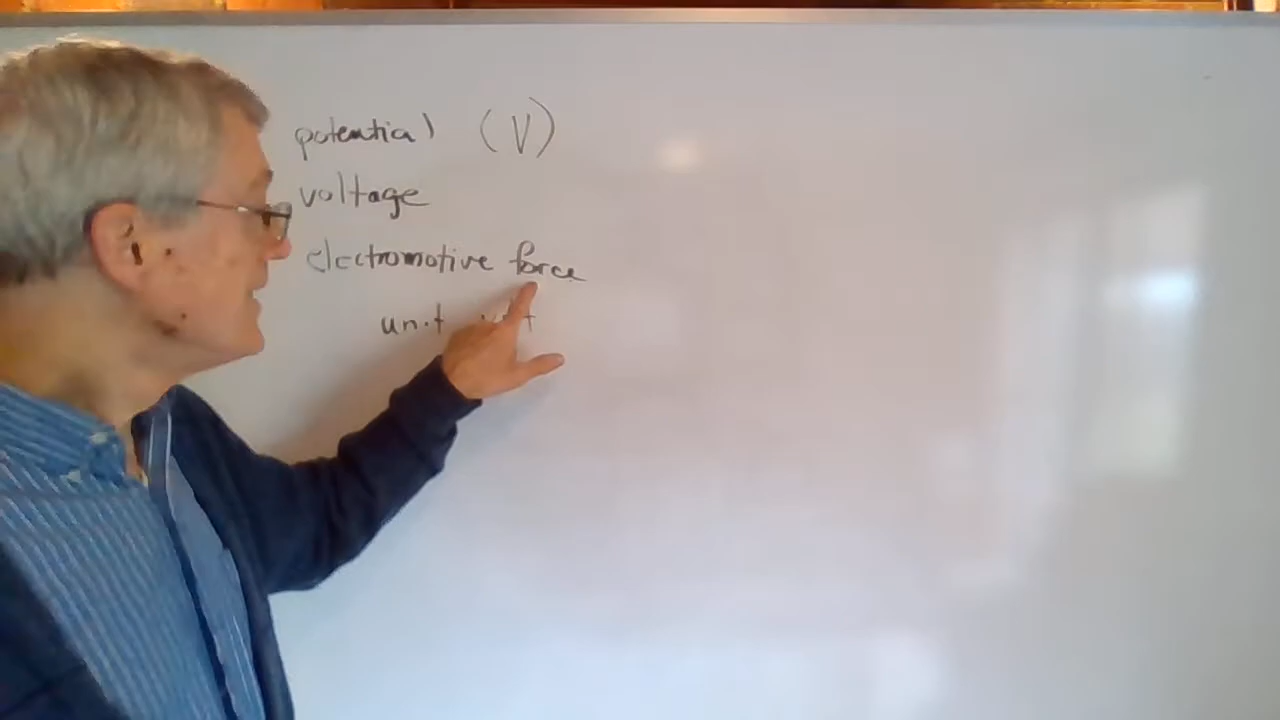 potential (V)
voltage
electromotive force
unit